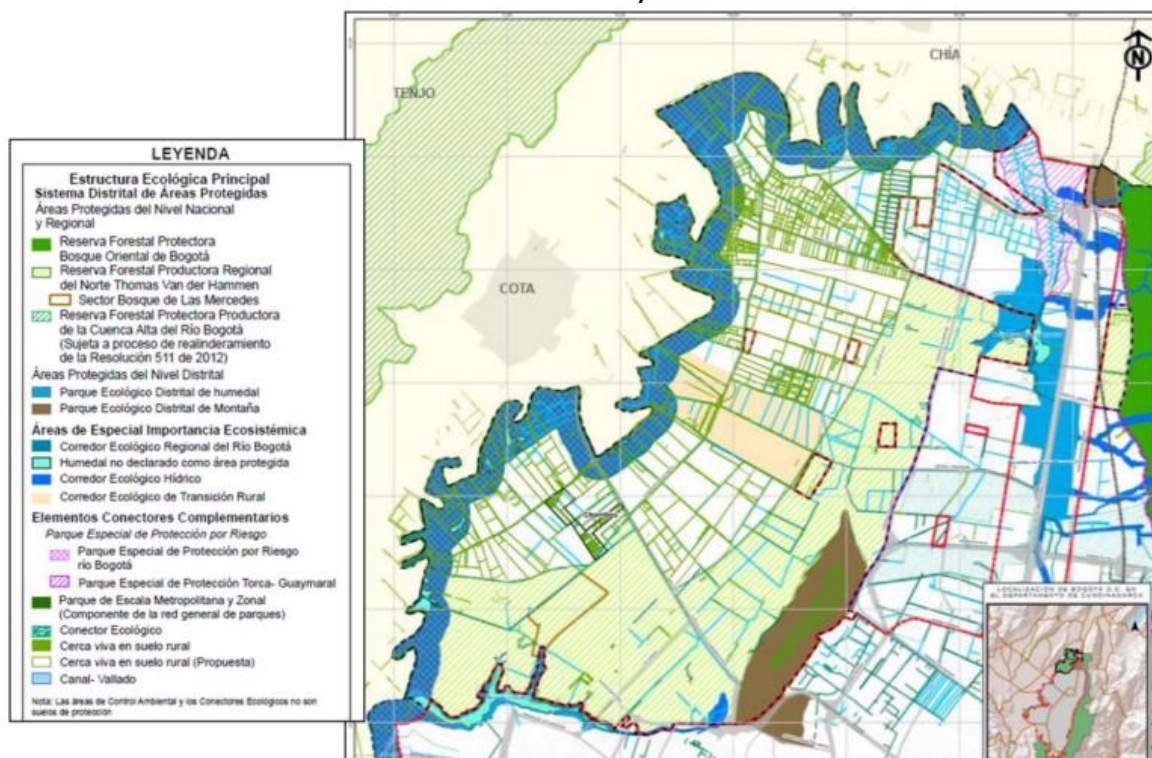 LEYENDA
Estructura Ecológica Principal
Sistema Distrital de Áreas Protegidas
Áreas Protegidas del Nivel Nacional
y Regional
Reserva Forestal Protectora
Bosque Oriental de Bogotá
Reserva Forestal Productora Regional
del Norte Thomas Van der Hammen
Sector Bosque de Las Mercedes
Reserva Forestal Protectora Productora
de la Cuenca Alta del Río Bogotá
(Sujeta a proceso de realinderamiento
de la Resolución 511 de 2012)
Áreas Protegidas del Nivel Distrital
Parque Ecológico Distrital de humedal
Parque Ecológico Distrital de Montaña
Áreas de Especial Importancia Ecosistémica
Corredor Ecológico Regional del Río Bogotá
Humedal no declarado como área protegida
Corredor Ecológico Hídrico
Corredor Ecológico de Transición Rural
Elementos Conectores Complementarios
Parque Especial de Protección por Riesgo
Parque Especial de Protección por Riesgo
río Bogotá
Parque Especial de Protección Torca- Guaymaral
Parque de Escala Metropolitana y Zonal
(Componente de la red general de parques)
Conector Ecológico
Cerca viva en suelo rural
Cerca viva en suelo rural (Propuesta)
Canal- Vallado
Nota: Las áreas de Control Ambiental y los Conectores Ecológicos no son
suelos de protección
TENJO
CHÍA
N
COTA
LOCALIZACIÓN DE BOGOTÁ D.C. EN
EL DEPARTAMENTO DE CUNDINAMARCA